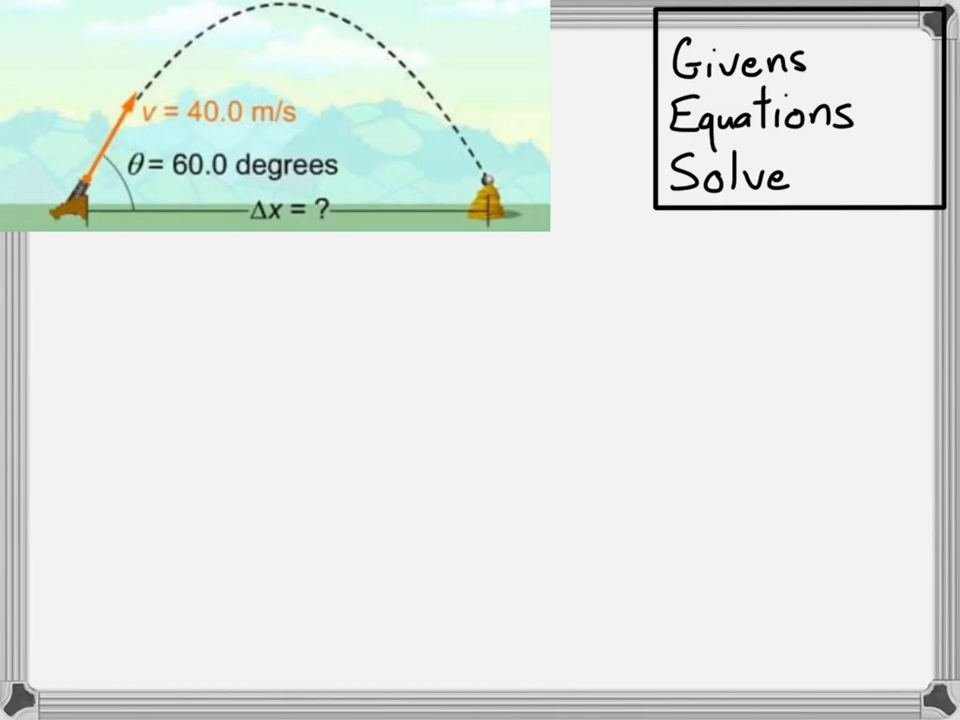 v = 40.0 m/s
θ = 60.0 degrees
Δx = ?
Givens
Equations
Solve